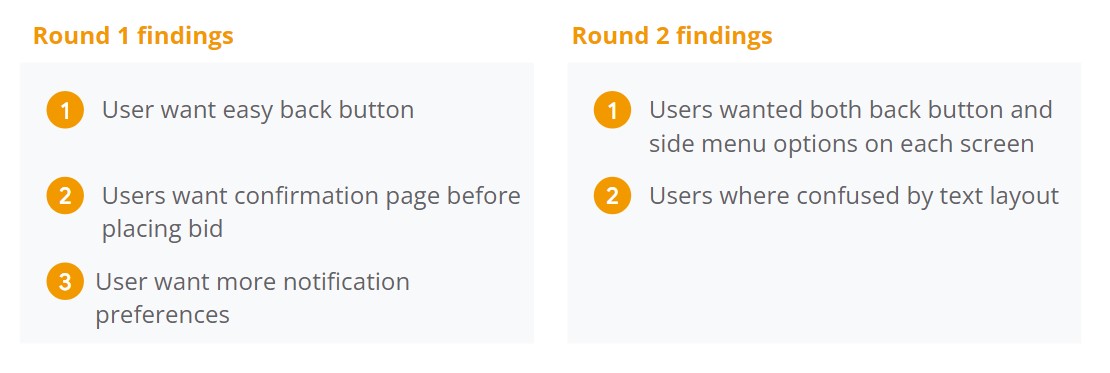 Round 1 findings
1 User want easy back button
2 Users want confirmation page before
placing bid
3 User want more notification
preferences
Round 2 findings
1 Users wanted both back button and
side menu options on each screen
2 Users where confused by text layout